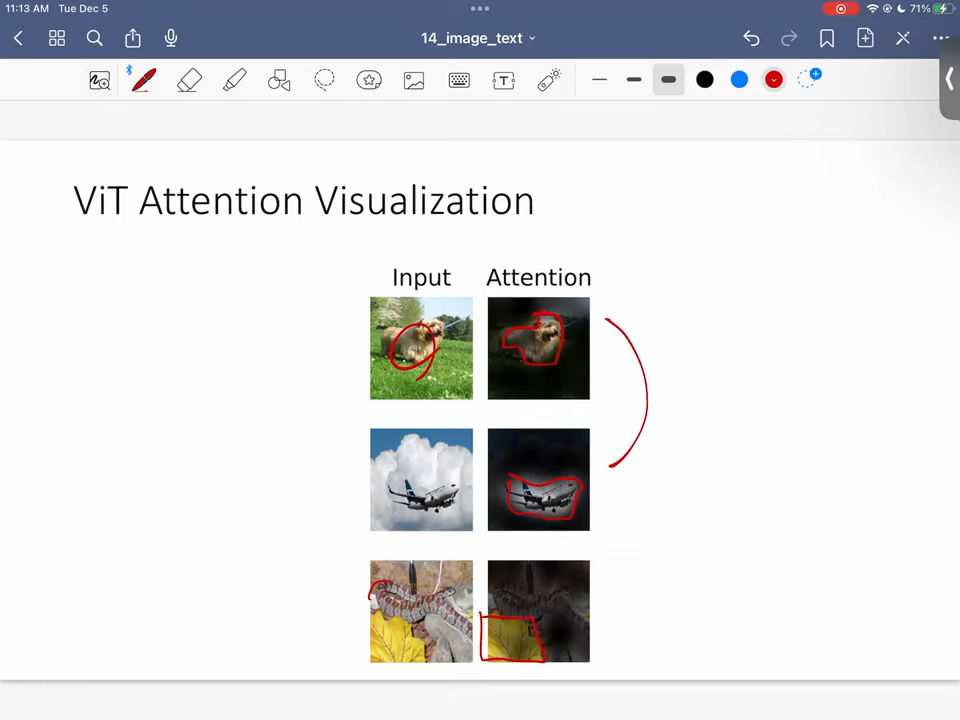 11:13 AM Tue Dec 5
71%
14_image_text
T
ViT Attention Visualization
Input Attention